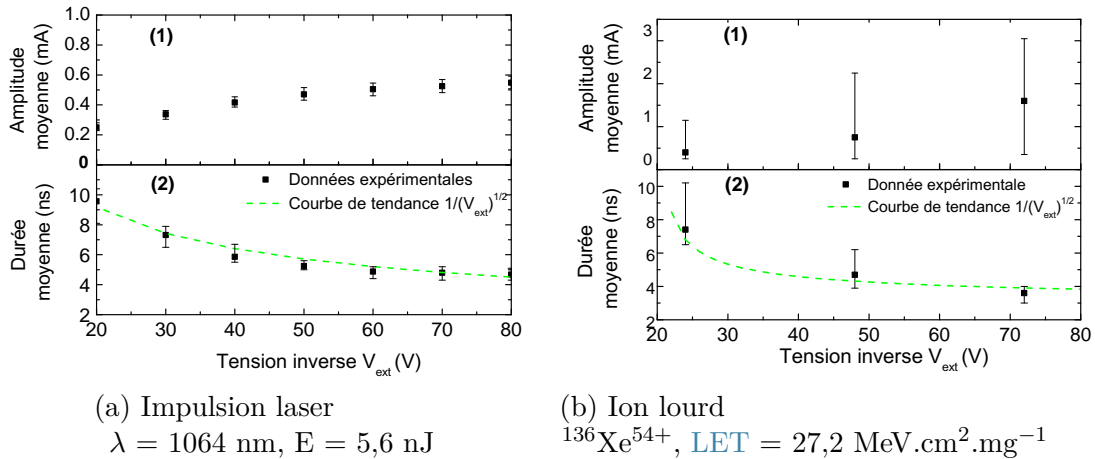 (1)
Amplitude
moyenne (mA)
1.0
0.8
0.6
0.4
0.2
0
(2)
Données expérimentales
Courbe de tendance 1/(V_ext)^1/2
Durée
moyenne (ns)
10
8
6
4
2
20 30 40 50 60 70 80
Tension inverse V_ext (V)
(a) Impulsion laser
λ = 1064 nm, E = 5,6 nJ
(1)
Amplitude
moyenne (mA)
3
2
1
0
(2)
Donnée expérimentale
Courbe de tendance 1/(V_ext)^1/2
Durée
moyenne (ns)
10
8
6
4
2
20 30 40 50 60 70 80
Tension inverse V_ext (V)
(b) Ion lourd
¹³⁶Xe⁵⁴⁺, LET = 27,2 MeV.cm².mg⁻¹